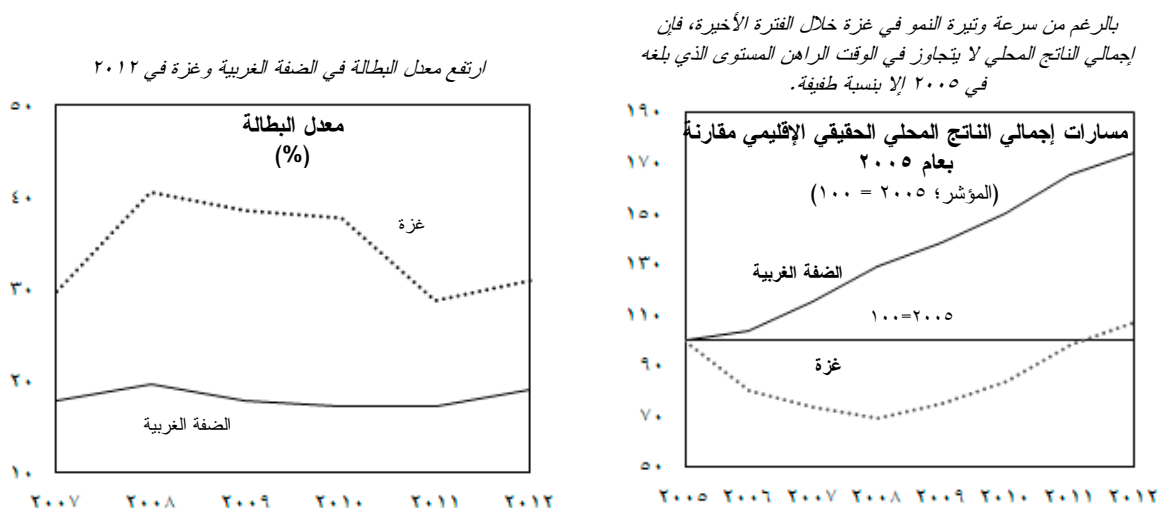 بالرغم من سرعة وتيرة النمو في غزة خلال الفترة الأخيرة، فإن
إجمالي الناتج المحلي لا يتجاوز في الوقت الراهن المستوى الذي بلغه
في ٢٠٠٥ إلا بنسبة طفيفة.
مسارات إجمالي الناتج المحلي الحقيقي الإقليمي مقارنة
بعام ٢٠٠٥
(المؤشر؛ ٢٠٠٥ = ١٠٠)
١٩٠
١٧٠
١٥٠
١٣٠
١١٠
٩٠
٧٠
٥٠
الضفة الغربية
٢٠٠٥=١٠٠
غزة
٢٠٠٥ ٢٠٠٦ ٢٠٠٧ ٢٠٠٨ ٢٠٠٩ ٢٠١٠ ٢٠١١ ٢٠١٢
ارتفع معدل البطالة في الضفة الغربية وغزة في ٢٠١٢
معدل البطالة
(%)
٥٠
٤٠
٣٠
٢٠
١٠
غزة
الضفة الغربية
٢٠٠٧ ٢٠٠٨ ٢٠٠٩ ٢٠١٠ ٢٠١١ ٢٠١٢